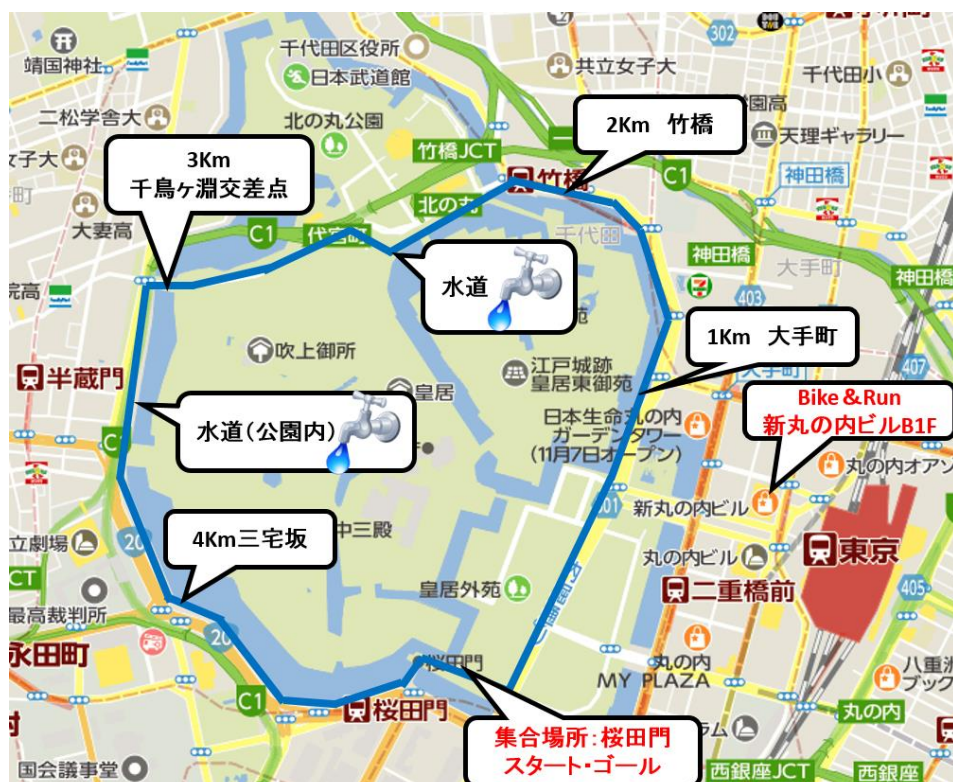 靖国神社
千代田区役所
日本武道館
共立女子大
302
千代田小
二松学舎大
北の丸公園
2Km 竹橋
天理ギャラリー
3Km
千鳥ヶ淵交差点
竹橋JCT
竹橋
C1
神田橋
大妻高
北の丸
C1
代官町
千代田
神田橋
大手町
神田橋
水道
403
1Km 大手町
半蔵門
吹上御所
皇居
江戸城跡
皇居東御苑
407
Bike&Run
新丸の内ビルB1F
水道(公園内)
日本生命丸の内
ガーデンタワー
(11月7日オープン)
C1
丸の内オアソ
新丸の内ビル
4Km三宅坂
中三殿
20
立劇場
丸の内ビル
東京
CT
皇居外苑
二重橋前
最高裁判所
405
20
永田町
桜田門
丸の内
MY PLAZA
八重洲
ブック
C1
桜田門
丸の内
集合場所:桜田門
スタート・ゴール
国会議事堂
西銀座JCT
西銀座